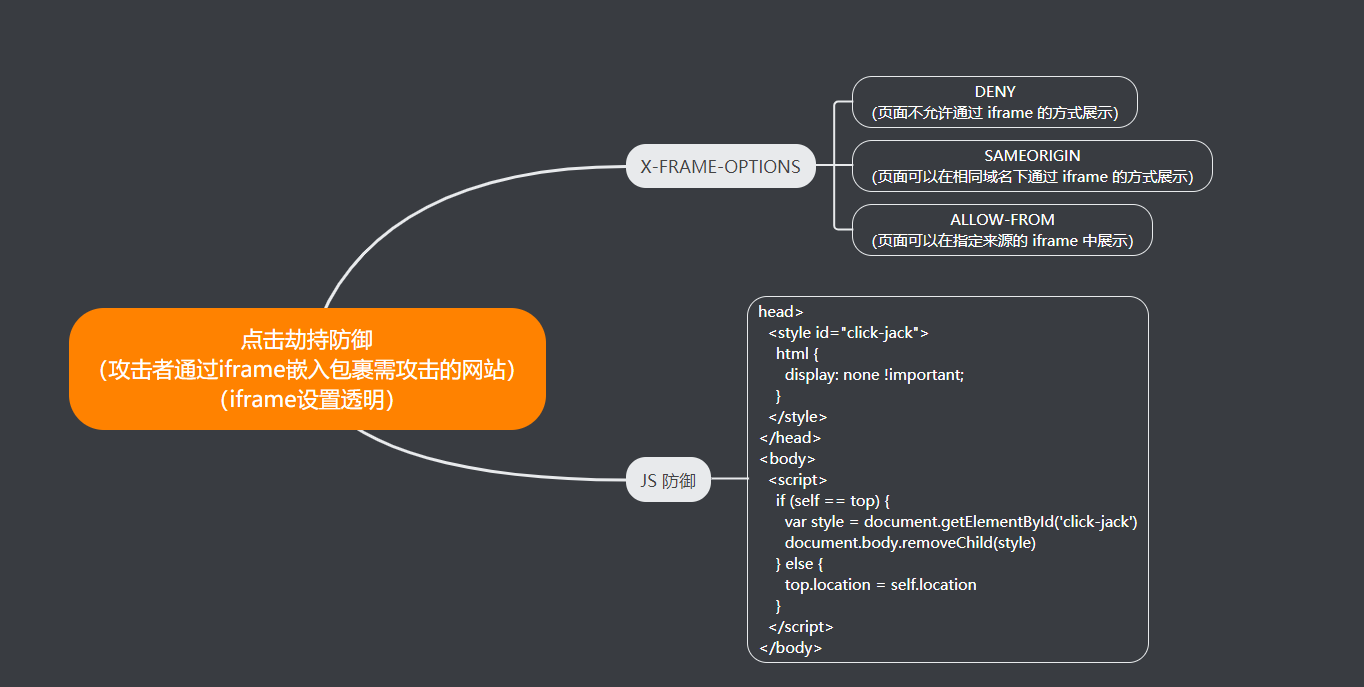 点击劫持防御
（攻击者通过iframe嵌入包裹需攻击的网站）
（iframe设置透明）
X-FRAME-OPTIONS
DENY
(页面不允许通过 iframe 的方式展示)
SAMEORIGIN
(页面可以在相同域名下通过 iframe 的方式展示)
ALLOW-FROM
(页面可以在指定来源的 iframe 中展示)
JS 防御
head>
<style id="click-jack">
html {
display: none !important;
}
</style>
</head>
<body>
<script>
if (self == top) {
var style = document.getElementById('click-jack')
document.body.removeChild(style)
} else {
top.location = self.location
}
</script>
</body>